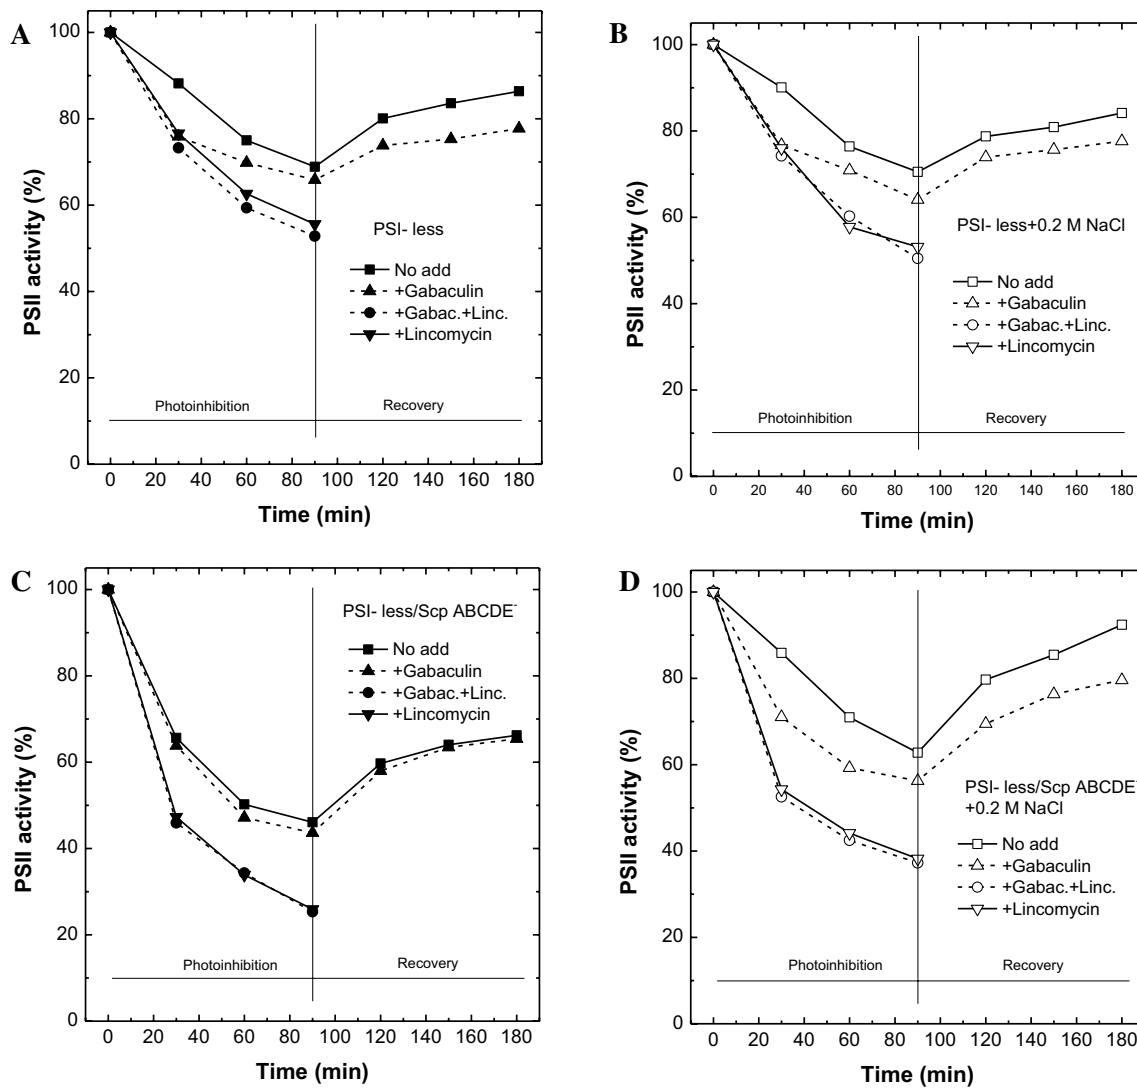 A
PSII activity (%)
100
80
60
40
20
0
PSI- less
No add
+Gabaculin
+Gabac.+Linc.
+Lincomycin
Photoinhibition
Recovery
0 20 40 60 80 100 120 140 160 180
Time (min)
B
PSII activity (%)
100
80
60
40
20
0
PSI- less+0.2 M NaCl
No add
+Gabaculin
+Gabac.+Linc.
+Lincomycin
Photoinhibition
Recovery
0 20 40 60 80 100 120 140 160 180
Time (min)
C
PSII activity (%)
100
80
60
40
20
0
PSI- less/Scp ABCDE-
No add
+Gabaculin
+Gabac.+Linc.
+Lincomycin
Photoinhibition
Recovery
0 20 40 60 80 100 120 140 160 180
Time (min)
D
PSII activity (%)
100
80
60
40
20
0
PSI- less/Scp ABCDE-
+0.2 M NaCl
No add
+Gabaculin
+Gabac.+Linc.
+Lincomycin
Photoinhibition
Recovery
0 20 40 60 80 100 120 140 160 180
Time (min)